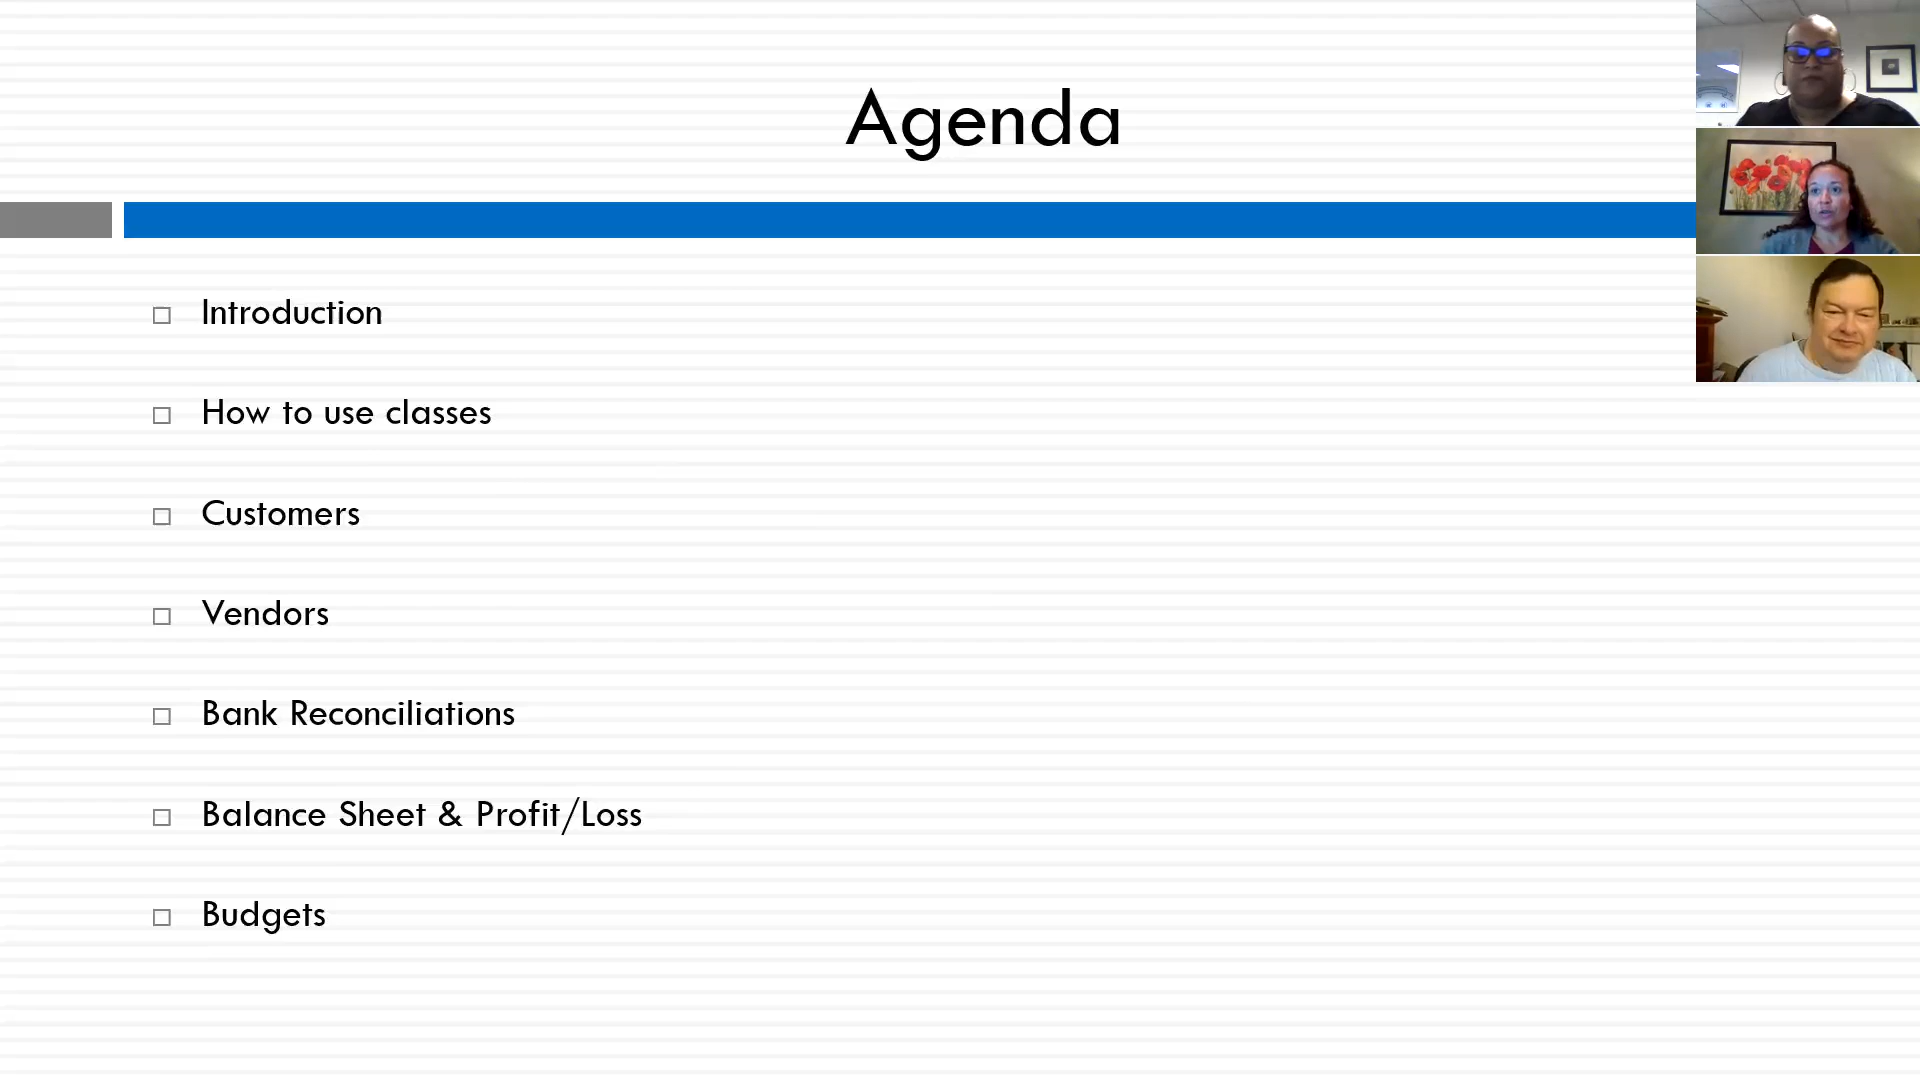 Agenda
Introduction
How to use classes
Customers
Vendors
Bank Reconciliations
Balance Sheet & Profit/Loss
Budgets